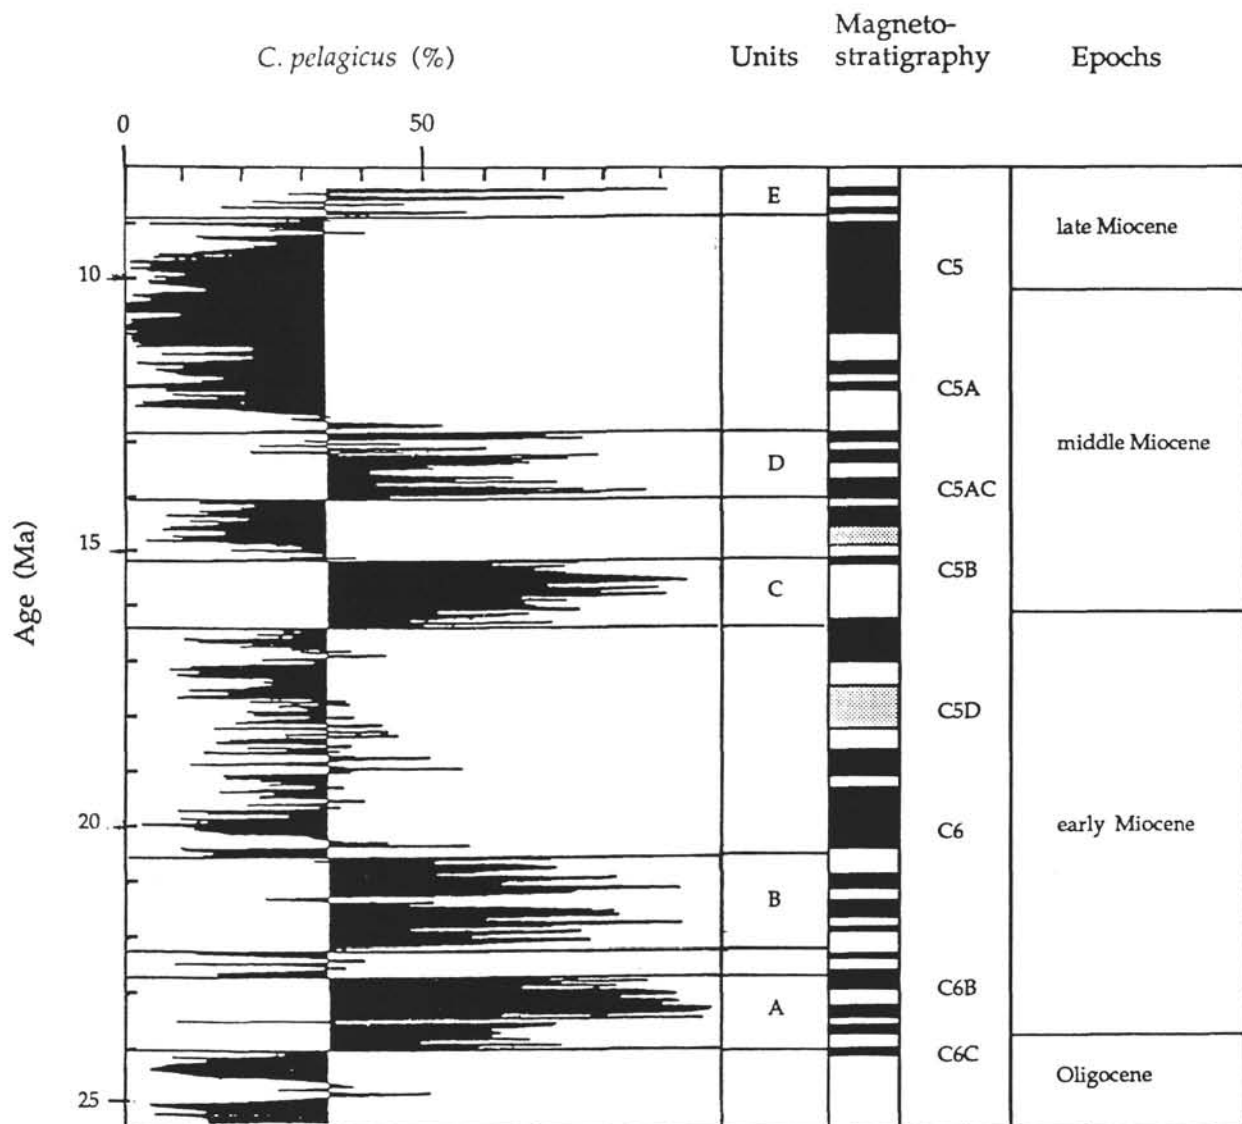 C. pelagicus (%)
Units
Magneto-
stratigraphy
Epochs
0
50
E
late Miocene
10
C5
C5A
middle Miocene
D
C5AC
Age (Ma)
15
C5B
C
C5D
20
C6
early Miocene
B
C6B
A
C6C
Oligocene
25